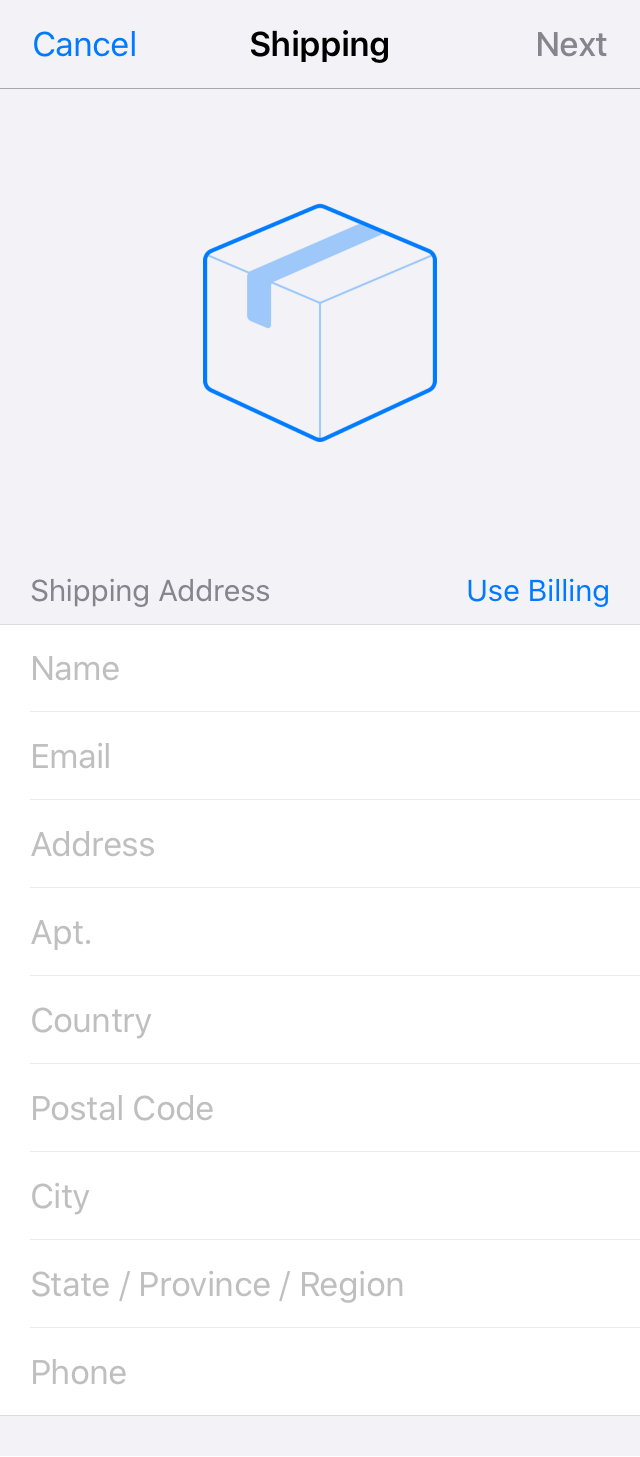 Cancel Shipping Next
Shipping Address Use Billing
Name
Email
Address
Apt.
Country
Postal Code
City
State / Province / Region
Phone